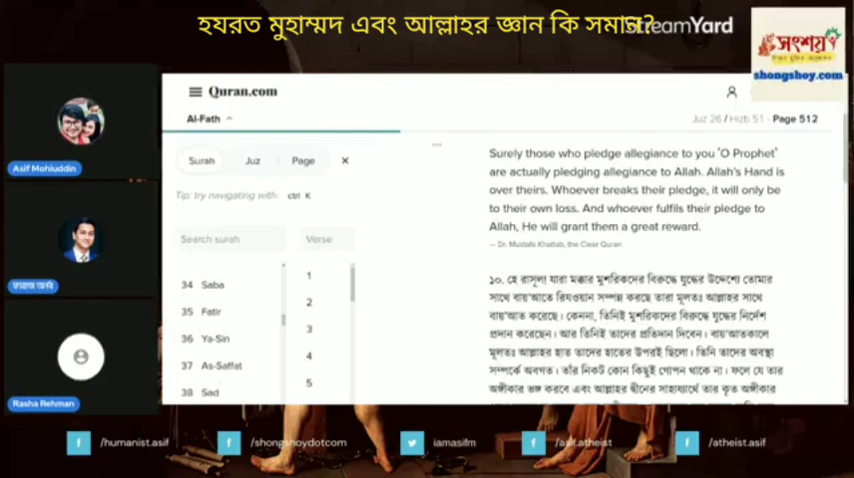 হযরত মুহাম্মদ এবং আল্লাহর জ্ঞান কি সমান?
StreamYard
সংশয়
shongshoy.com
Quran.com
Al-Fath
Juz 26 / Hizb 51 - Page 512
Surah Juz Page
Tip: try navigating with: ctrl K
Search surah Verse
34 Saba
35 Fatir
36 Ya-Sin
37 As-Saffat
38 Sad
1
2
3
4
5
Surely those who pledge allegiance to you ˹O Prophet˺
are actually pledging allegiance to Allah. Allah's Hand is
over theirs. Whoever breaks their pledge, it will only be
to their own loss. And whoever fulfils their pledge to
Allah, He will grant them a great reward.
— Dr. Mustafa Khattab, the Clear Quran
১০. হে রাসূল! যারা মক্কার মুশরিকদের বিরুদ্ধে যুদ্ধের উদ্দেশ্যে তোমার
সাথে বায়'আতে রিযওয়ান সম্পন্ন করছে তারা মূলতঃ আল্লাহর সাথে
বায়'আত করেছে। কেননা, তিনিই মুশরিকদের বিরুদ্ধে যুদ্ধের নির্দেশ
প্রদান করেছেন। আর তিনিই তাদের প্রতিদান দিবেন। বায়'আতকালে
মূলতঃ আল্লাহর হাত তাদের হাতের উপরই ছিলো। তিনি তাদের অবস্থা
সম্পর্কে অবগত। তাঁর নিকট কোন কিছুই গোপন থাকে না। ফলে যে তার
অঙ্গীকার ভঙ্গ করবে এবং আল্লাহর দ্বীনের সাহায্যার্থে তার কৃত অঙ্গীকার
Asif Mohiuddin
Rasha Rehman
/humanist.asif
/shongshoydotcom
iamasifm
/asif.atheist
/atheist.asif